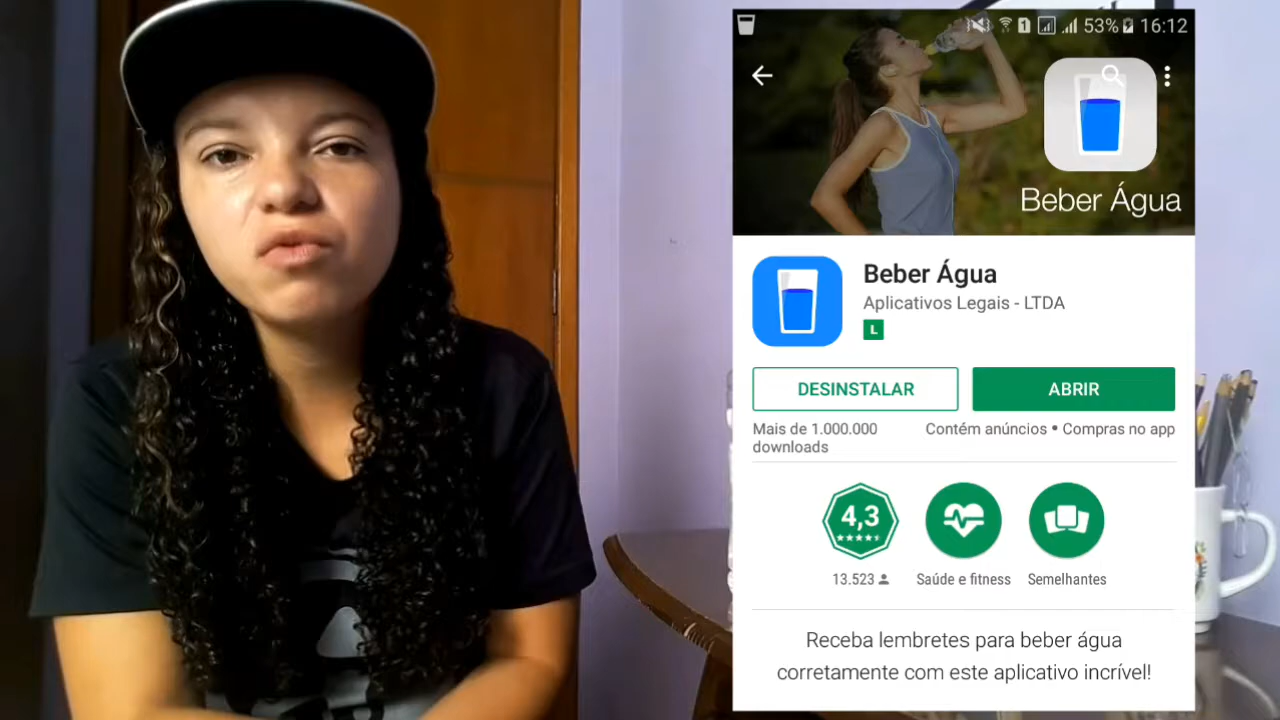 53% 16:12
Beber Água
Beber Água
Aplicativos Legais - LTDA
L
DESINSTALAR
ABRIR
Mais de 1.000.000
downloads
Contém anúncios • Compras no app
4,3
13.523
Saúde e fitness
Semelhantes
Receba lembretes para beber água
corretamente com este aplicativo incrível!